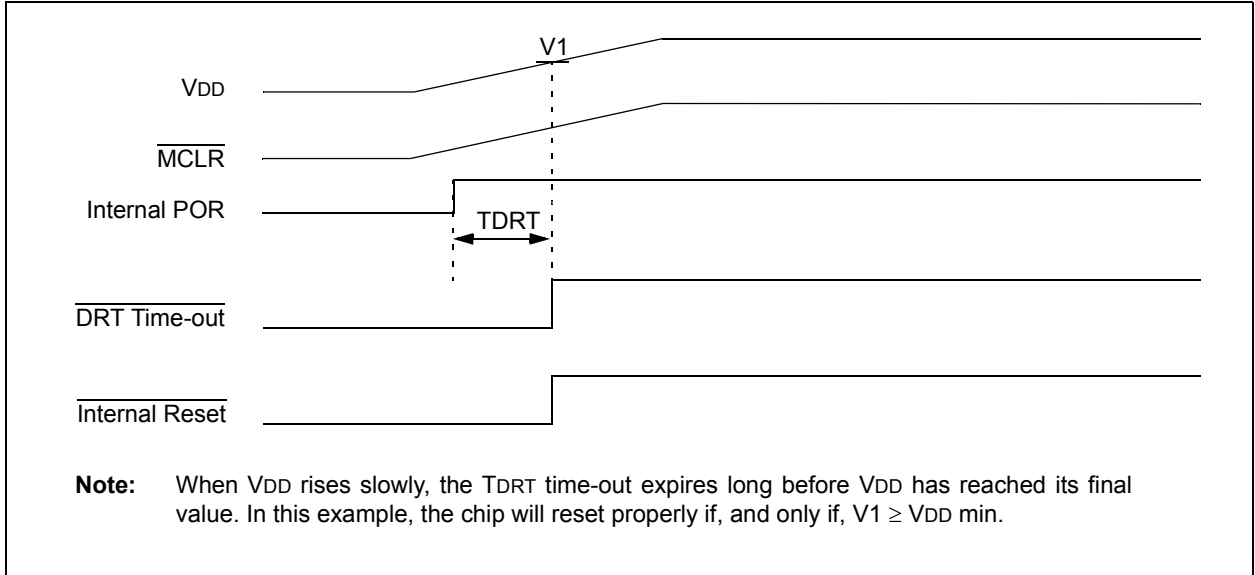 V1
VDD
MCLR
Internal POR
TDRT
DRT Time-out
Internal Reset
Note: When VDD rises slowly, the TDRT time-out expires long before VDD has reached its final
value. In this example, the chip will reset properly if, and only if, V1 ≥ VDD min.